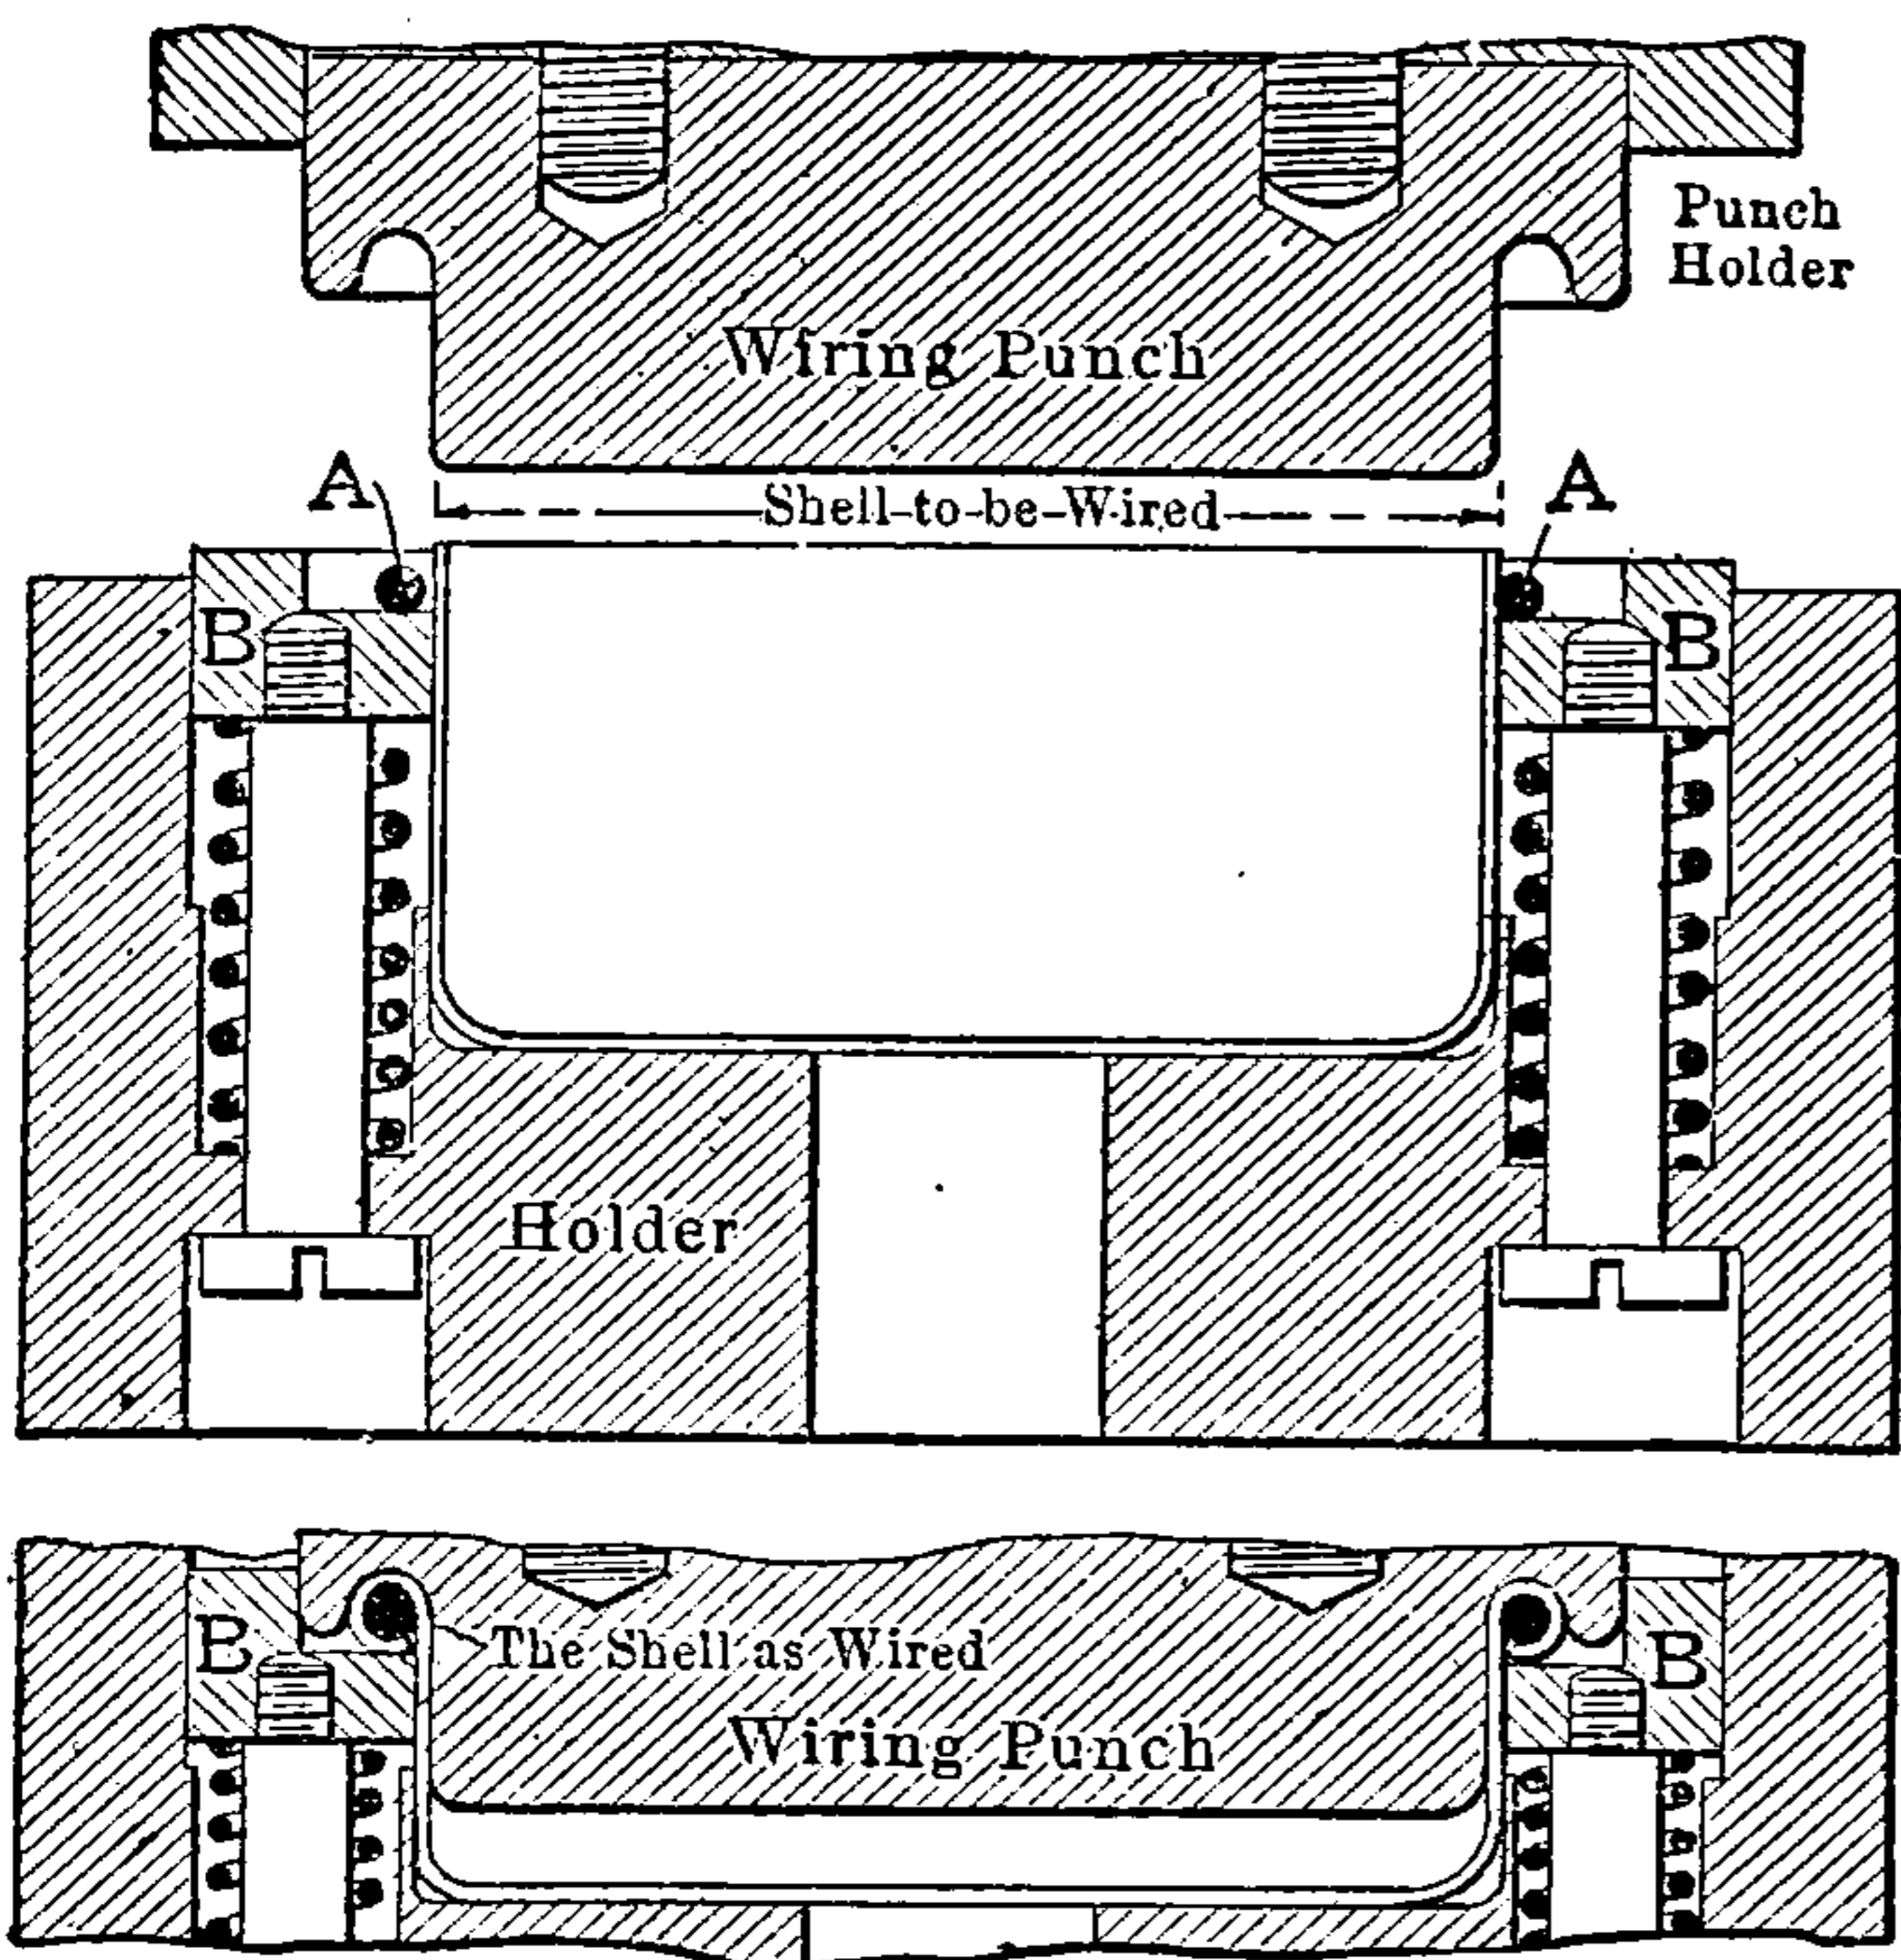 Punch
Holder
Wiring Punch
A
Shell to be Wired
A
B
B
Holder
B
The Shell as Wired
B
Wiring Punch